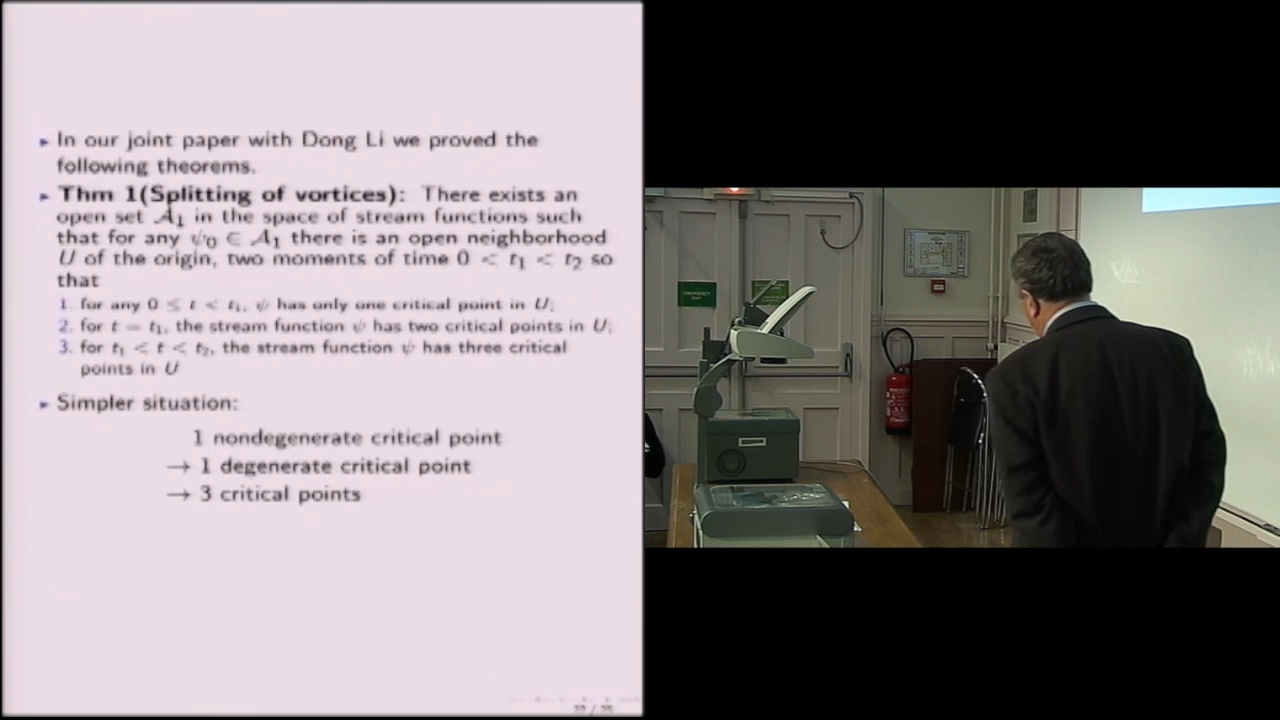 ▸ In our joint paper with Dong Li we proved the
following theorems.
▸ Thm 1(Splitting of vortices): There exists an
open set 𝒜₁ in the space of stream functions such
that for any ψ₀ ∈ 𝒜₁ there is an open neighborhood
U of the origin, two moments of time 0 < t₁ < t₂ so
that
1. for any 0 ≤ t < t₁, ψ has only one critical point in U;
2. for t = t₁, the stream function ψ has two critical points in U;
3. for t₁ < t < t₂, the stream function ψ has three critical
points in U
▸ Simpler situation:
1 nondegenerate critical point
→ 1 degenerate critical point
→ 3 critical points